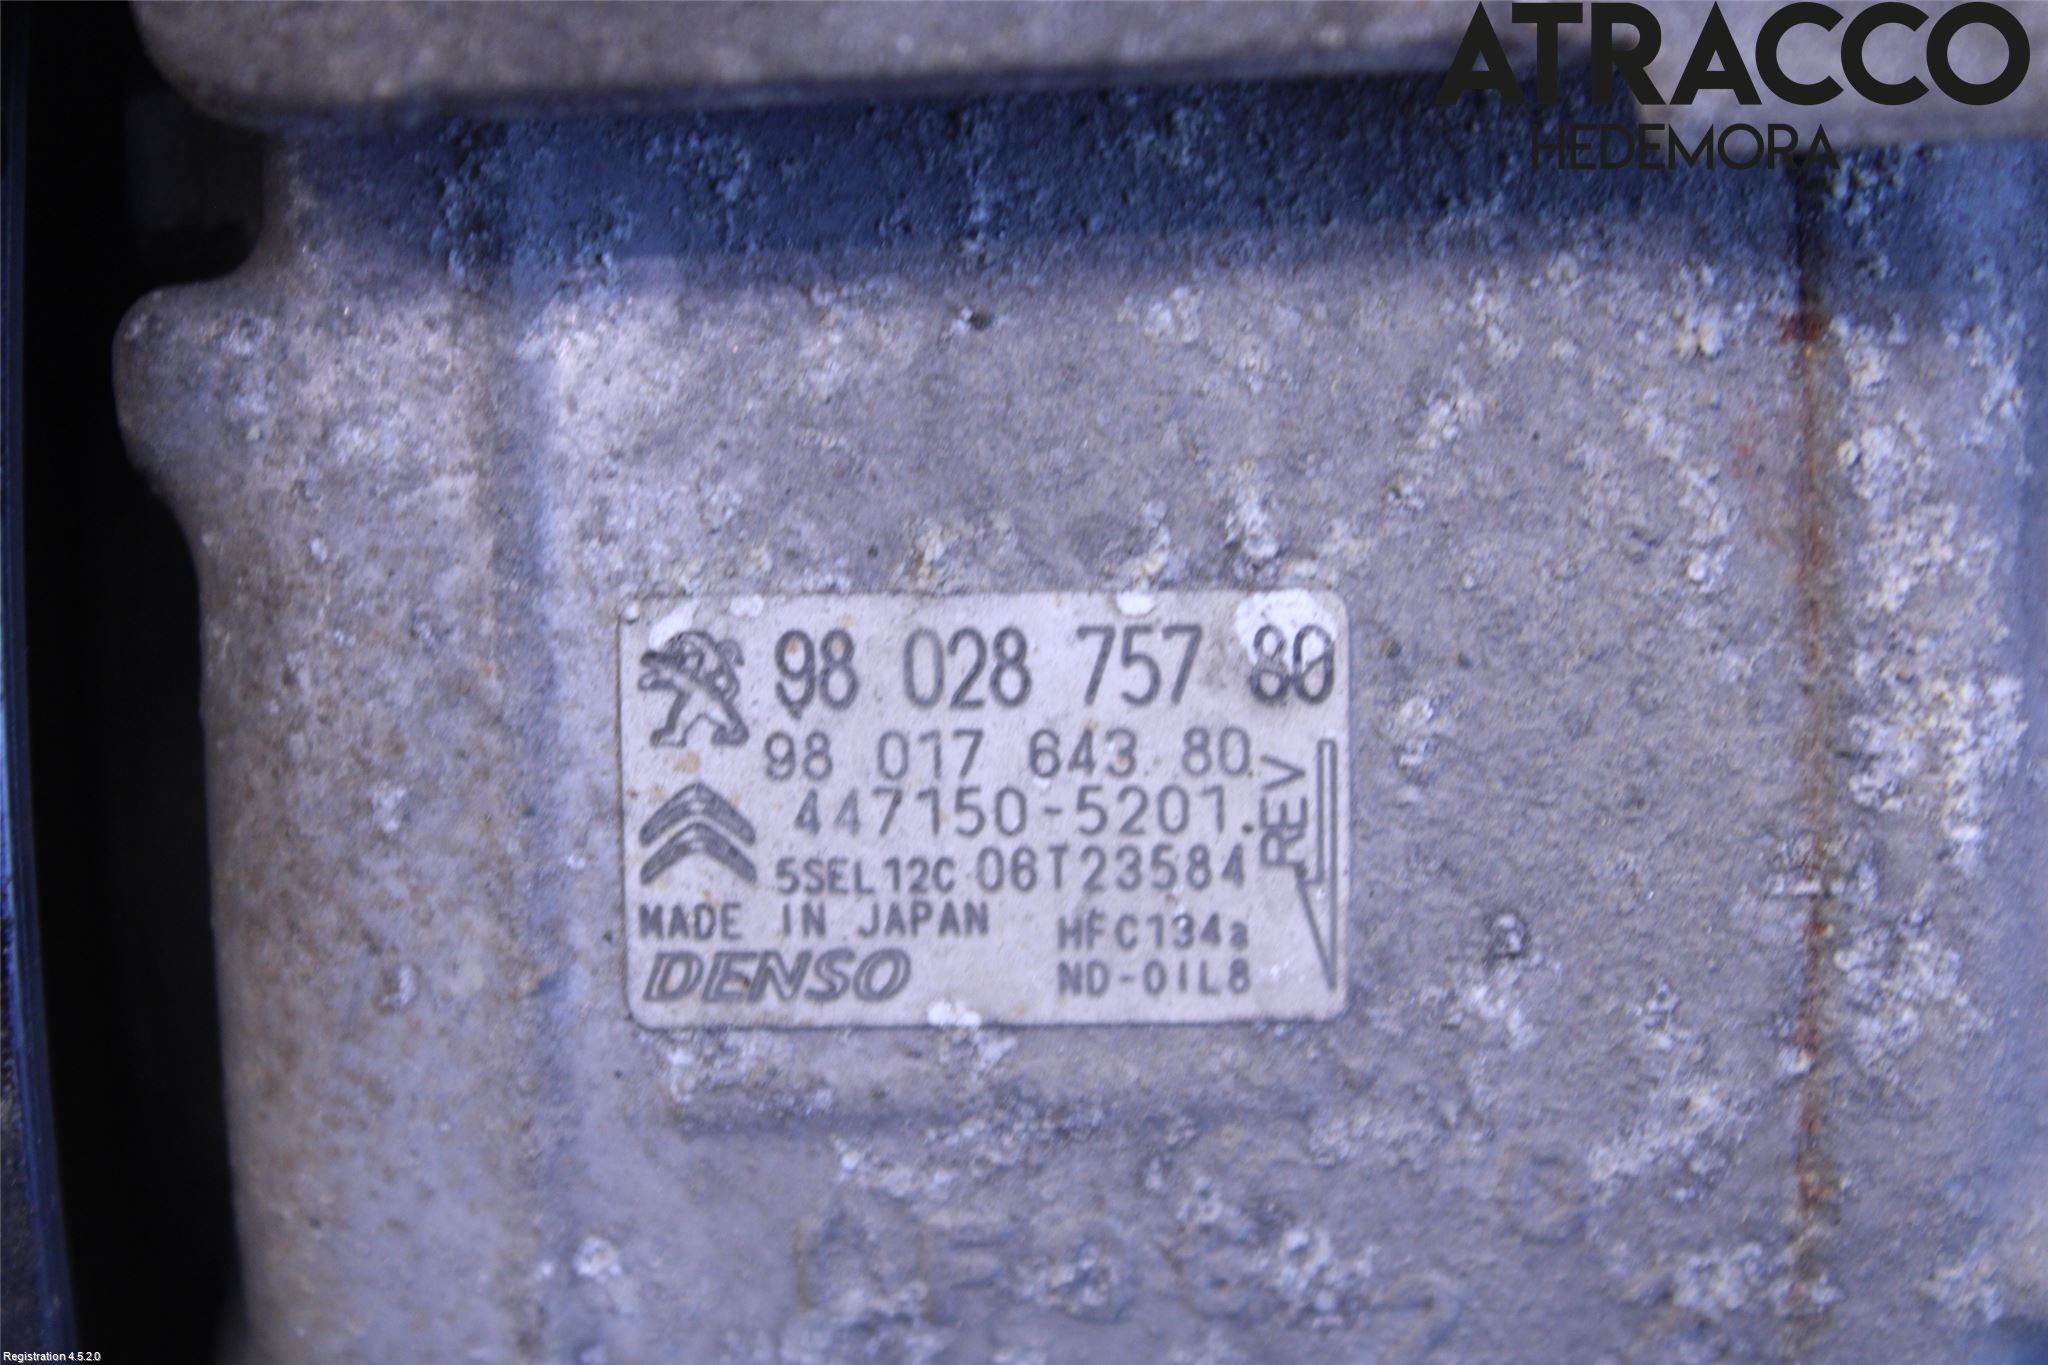 ATRACCO
HEDEMORA
98 028 757 80
98 017 643 80
447150-5201
5SEL12C 06T23584
REV
MADE IN JAPAN
HFC134a
DENSO
ND-OIL8
Registration 4.5.2.0